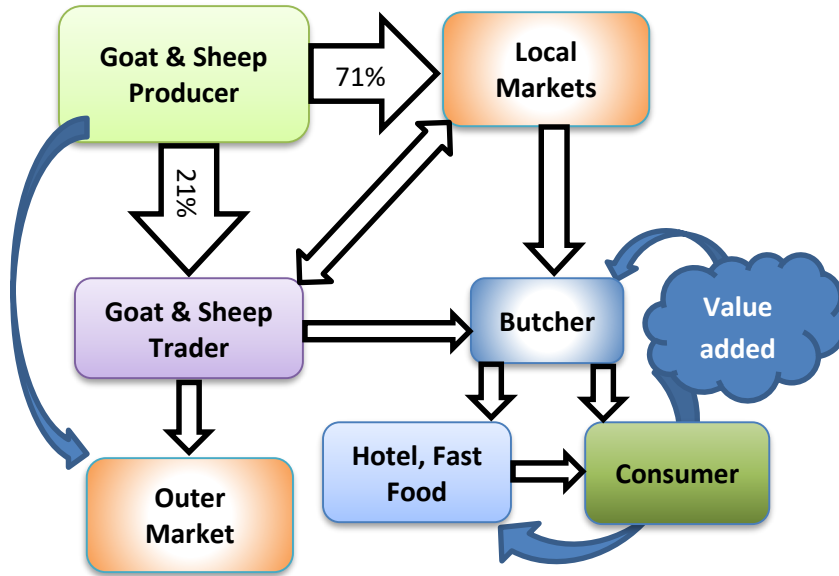 Goat & Sheep
Producer
71%
Local
Markets
21%
Goat & Sheep
Trader
Butcher
Value
added
Hotel, Fast
Food
Consumer
Outer
Market